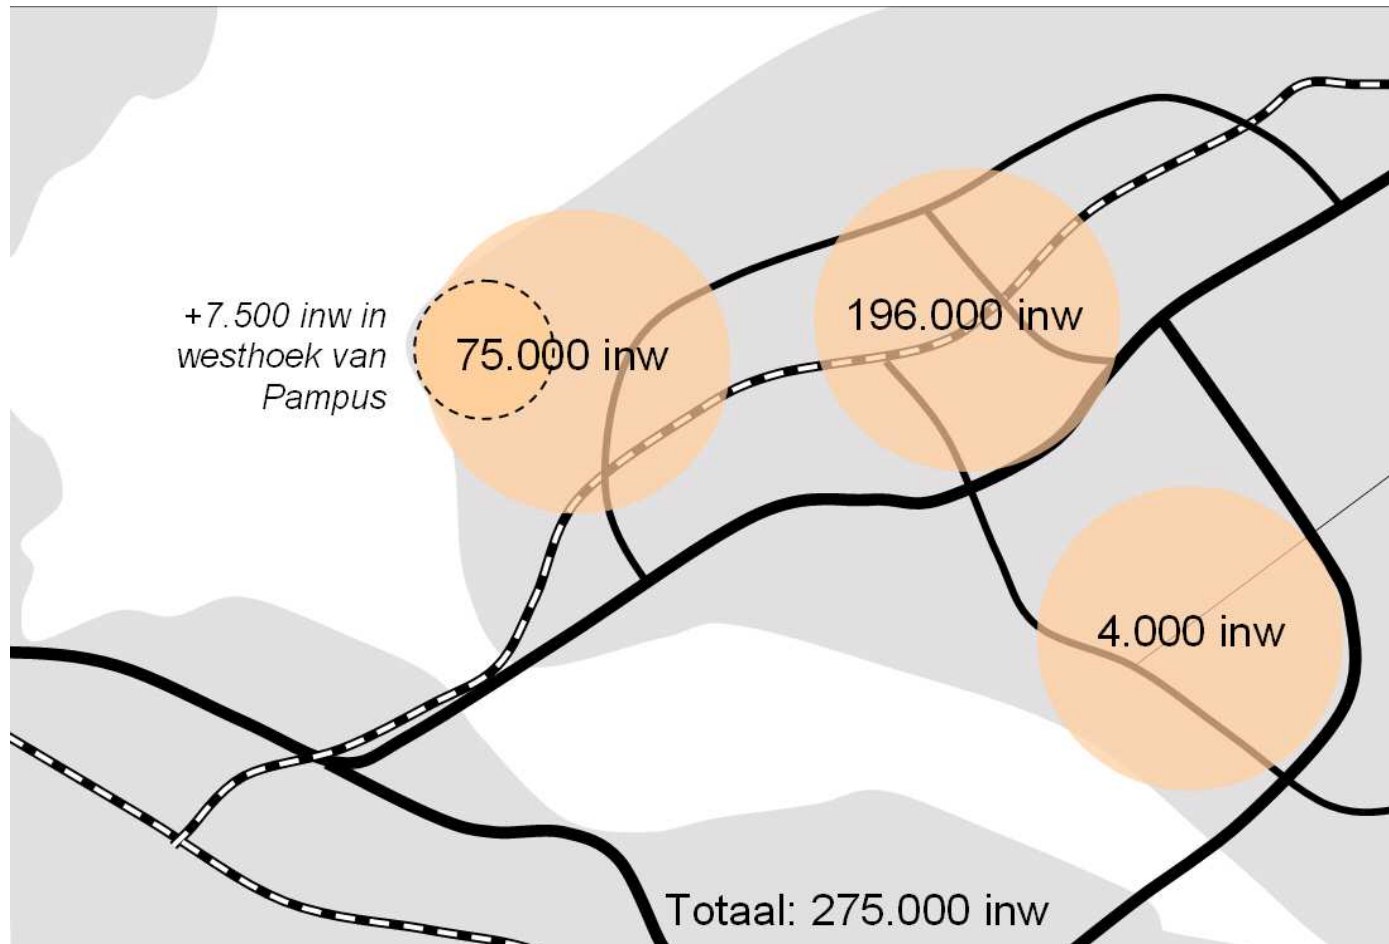 196.000 inw
+7.500 inw in
westhoek van
Pampus
75.000 inw
4.000 inw
Totaal: 275.000 inw